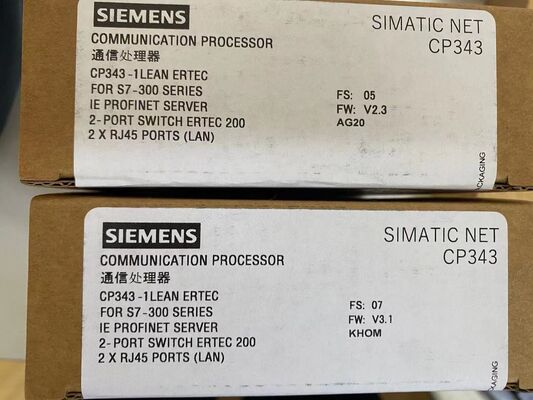 SIEMENS
SIMATIC NET
CP343
COMMUNICATION PROCESSOR
通信处理器
CP343-1LEAN ERTEC
FOR S7-300 SERIES
IE PROFINET SERVER
2-PORT SWITCH ERTEC 200
2 X RJ45 PORTS (LAN)
FS: 05
FW: V2.3
AG20
SIEMENS
SIMATIC NET
CP343
COMMUNICATION PROCESSOR
通信处理器
CP343-1LEAN ERTEC
FOR S7-300 SERIES
IE PROFINET SERVER
2-PORT SWITCH ERTEC 200
2 X RJ45 PORTS (LAN)
FS: 07
FW: V3.1
KHOM